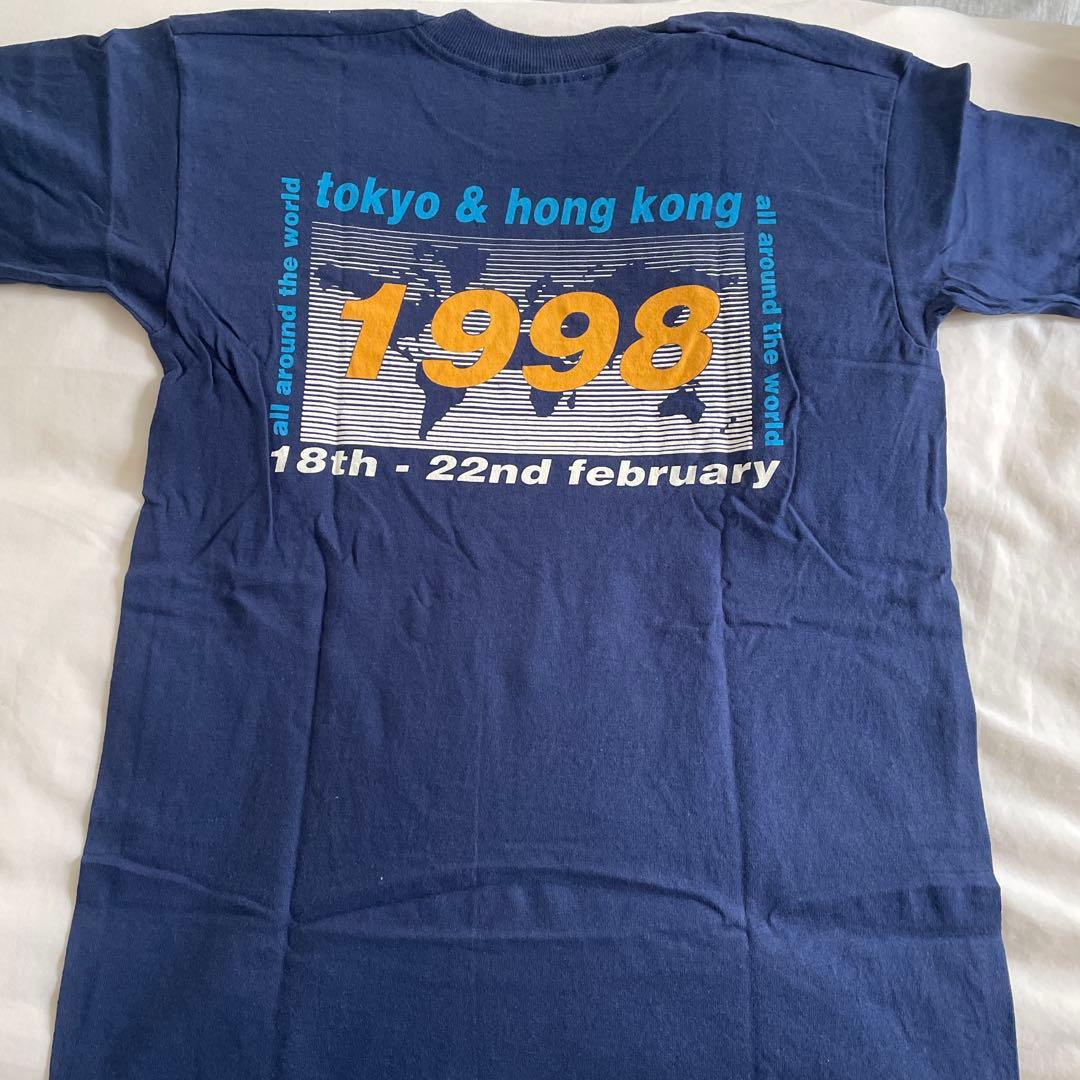 tokyo & hong kong
all around the world
1998
all around the world
18th - 22nd february